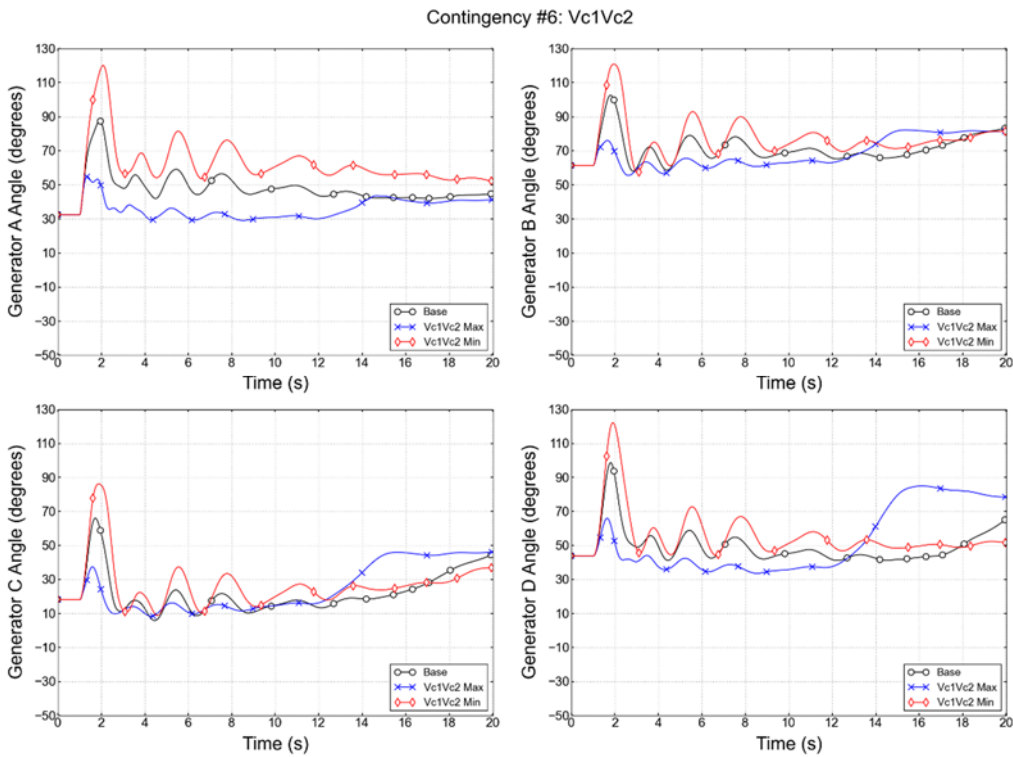 Contingency #6: Vc1Vc2
Generator A Angle (degrees)
130
110
90
70
50
30
10
−10
−30
−50
0 2 4 6 8 10 12 14 16 18 20
Time (s)
Base
Vc1Vc2 Max
Vc1Vc2 Min
Generator B Angle (degrees)
130
110
90
70
50
30
10
−10
−30
−50
0 2 4 6 8 10 12 14 16 18 20
Time (s)
Base
Vc1Vc2 Max
Vc1Vc2 Min
Generator C Angle (degrees)
130
110
90
70
50
30
10
−10
−30
−50
0 2 4 6 8 10 12 14 16 18 20
Time (s)
Base
Vc1Vc2 Max
Vc1Vc2 Min
Generator D Angle (degrees)
130
110
90
70
50
30
10
−10
−30
−50
0 2 4 6 8 10 12 14 16 18 20
Time (s)
Base
Vc1Vc2 Max
Vc1Vc2 Min